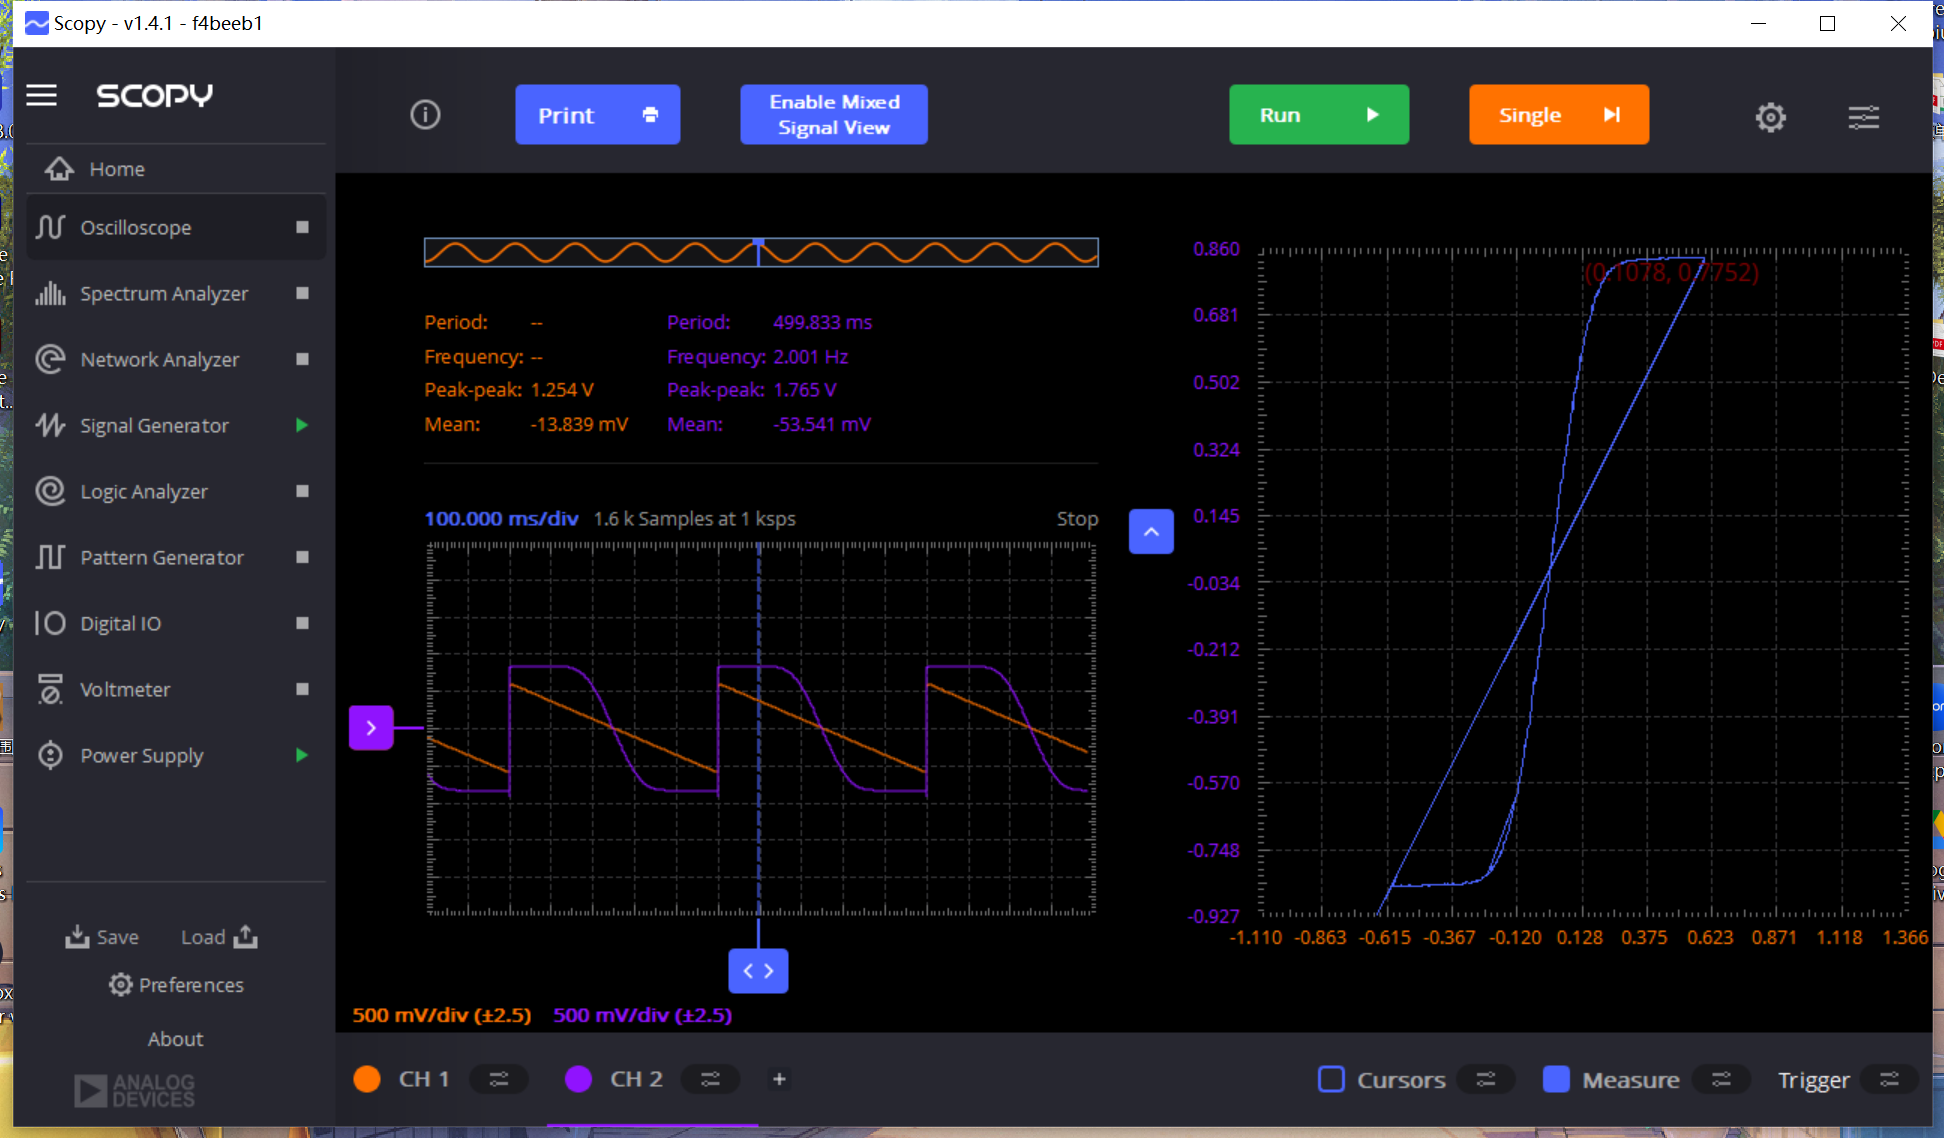 Scopy - v1.4.1 - f4beeb1
SCOPY
Print
Enable Mixed
Signal View
Run
Single
Home
Oscilloscope
Spectrum Analyzer
Network Analyzer
Signal Generator
Logic Analyzer
Pattern Generator
Digital IO
Voltmeter
Power Supply
Save
Load
Preferences
About
ANALOG
DEVICES
Period: --
Frequency: --
Peak-peak: 1.254 V
Mean: -13.839 mV
Period: 499.833 ms
Frequency: 2.001 Hz
Peak-peak: 1.765 V
Mean: -53.541 mV
100.000 ms/div 1.6 k Samples at 1 ksps Stop
500 mV/div (±2.5) 500 mV/div (±2.5)
0.860
0.681
0.502
0.324
0.145
-0.034
-0.212
-0.391
-0.570
-0.748
-0.927
(0.1078, 0.7752)
-1.110 -0.863 -0.615 -0.367 -0.120 0.128 0.375 0.623 0.871 1.118 1.366
CH 1
CH 2
+
Cursors
Measure
Trigger